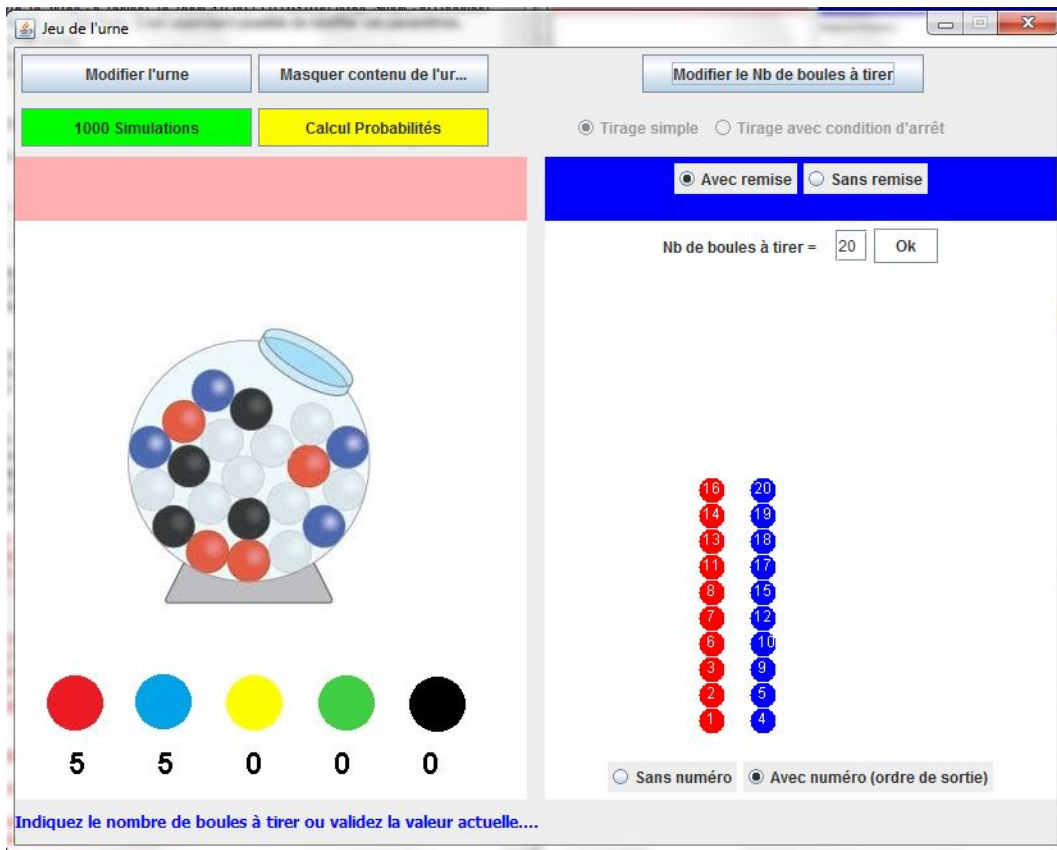 Jeu de l'urne
Modifier l'urne
Masquer contenu de l'ur...
Modifier le Nb de boules à tirer
1000 Simulations
Calcul Probabilités
Tirage simple
Tirage avec condition d'arrêt
Avec remise
Sans remise
Nb de boules à tirer =
20
Ok
16 20
14 19
13 18
11 17
8 15
7 12
6 10
3 9
2 5
1 4
5 5 0 0 0
Sans numéro
Avec numéro (ordre de sortie)
Indiquez le nombre de boules à tirer ou validez la valeur actuelle....